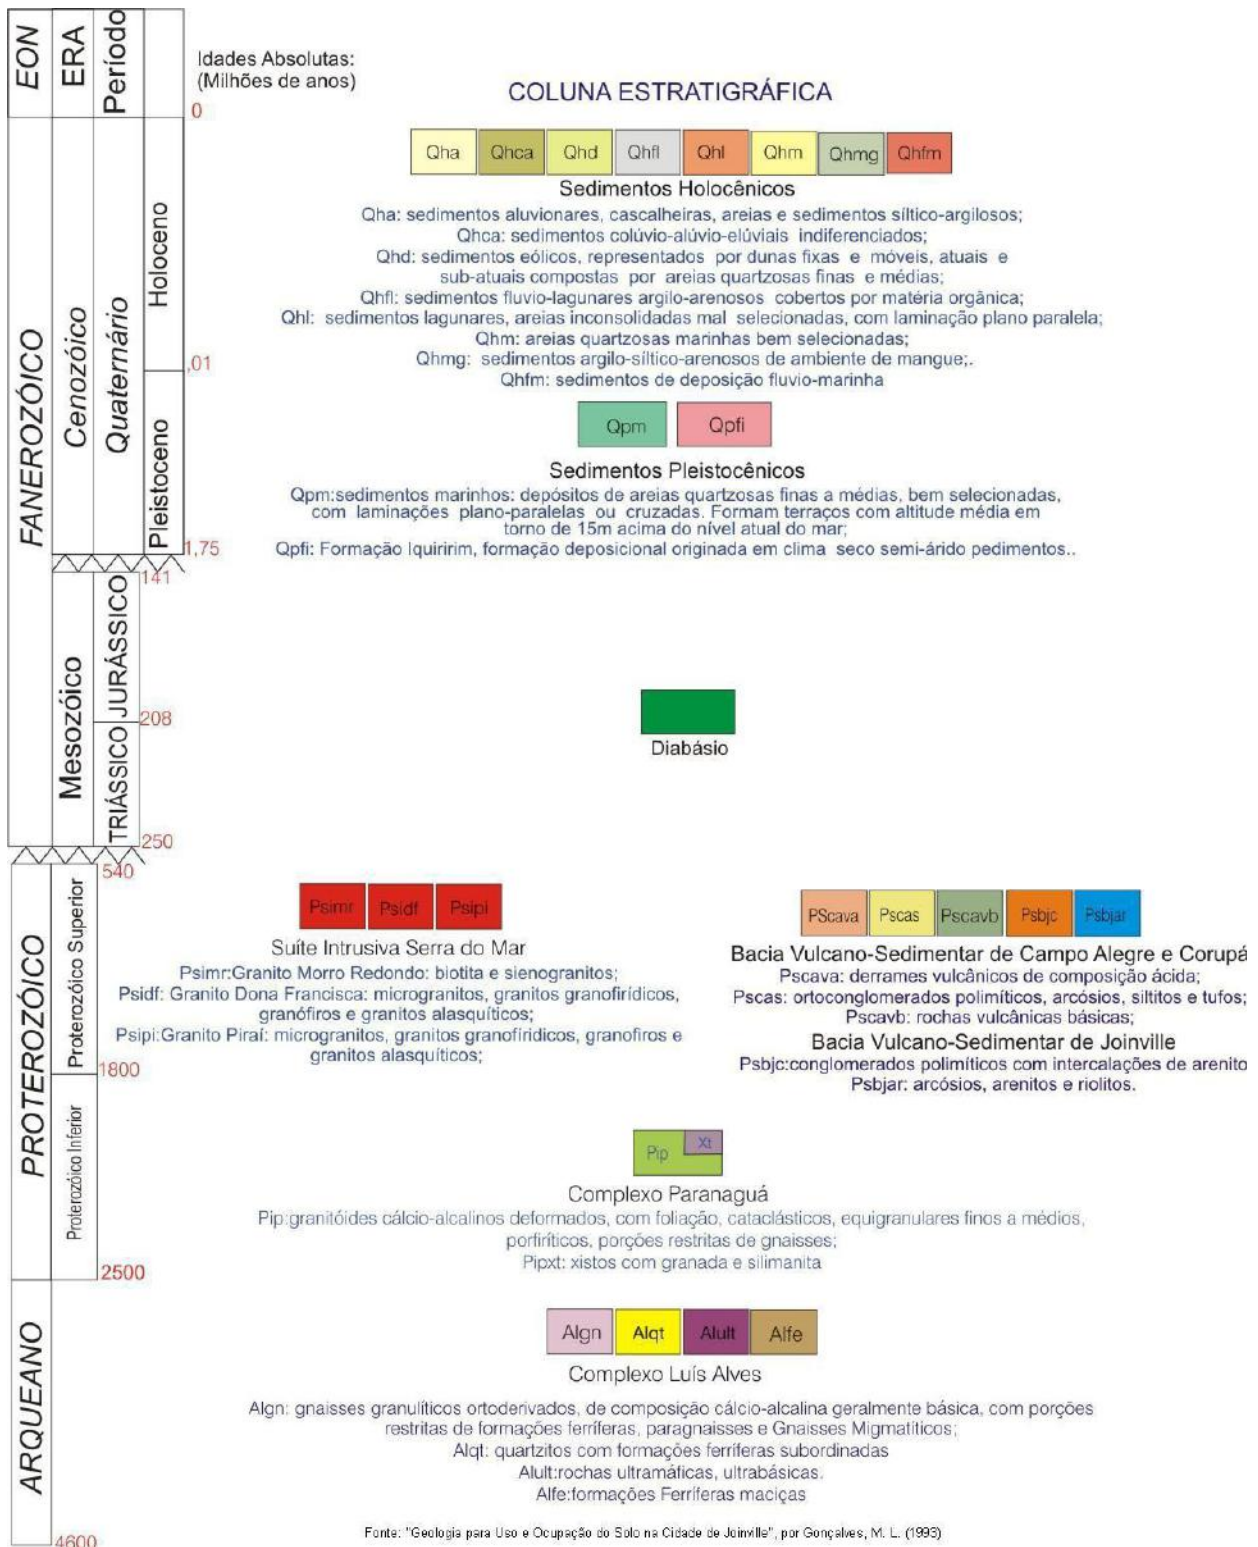 EON
ERA
Período
Idades Absolutas:
(Milhões de anos)
0
COLUNA ESTRATIGRÁFICA
FANEROZÓICO
Cenozóico
Quaternário
Holoceno
Qha Qhca Qhd Qhfl Qhl Qhm Qhmg Qhfm
Sedimentos Holocênicos
Qha: sedimentos aluvionares, cascalheiras, areias e sedimentos síltico-argilosos;
Qhca: sedimentos colúvio-alúvio-elúviais indiferenciados;
Qhd: sedimentos eólicos, representados por dunas fixas e móveis, atuais e
sub-atuais compostas por areias quartzosas finas e médias;
Qhfl: sedimentos fluvio-lagunares argilo-arenosos cobertos por matéria orgânica;
Qhl: sedimentos lagunares, areias inconsolidadas mal selecionadas, com laminação plano paralela;
Qhm: areias quartzosas marinhas bem selecionadas;
Qhmg: sedimentos argilo-síltico-arenosos de ambiente de mangue;.
,01
Qhfm: sedimentos de deposição fluvio-marinha
Pleistoceno
Qpm Qpfi
Sedimentos Pleistocênicos
Qpm:sedimentos marinhos: depósitos de areias quartzosas finas a médias, bem selecionadas,
com laminações plano-paralelas ou cruzadas. Formam terraços com altitude média em
torno de 15m acima do nível atual do mar;
Qpfi: Formação Iquiririm, formação deposicional originada em clima seco semi-árido pedimentos..
1,75
141
Mesozóico
JURÁSSICO
208
Diabásio
TRIÁSSICO
250
540
PROTEROZÓICO
Proterozóico Superior
Psimr Psidf Psipi
Suíte Intrusiva Serra do Mar
Psimr:Granito Morro Redondo: biotita e sienogranitos;
Psidf: Granito Dona Francisca: microgranitos, granitos granofirídicos,
granófiros e granitos alasquíticos;
Psipi:Granito Piraí: microgranitos, granitos granofíridicos, granofiros e
granitos alasquíticos;
PScava Pscas Pscavb Psbjc Psbjar
Bacia Vulcano-Sedimentar de Campo Alegre e Corupá
Pscava: derrames vulcânicos de composição ácida;
Pscas: ortoconglomerados polimíticos, arcósios, siltitos e tufos;
Pscavb: rochas vulcânicas básicas;
Bacia Vulcano-Sedimentar de Joinville
Psbjc:conglomerados polimíticos com intercalações de arenito
Psbjar: arcósios, arenitos e riolitos.
1800
Proterozóico Inferior
Pip Xt
Complexo Paranaguá
Pip:granitóides cálcio-alcalinos deformados, com foliação, cataclásticos, equigranulares finos a médios,
porfiríticos, porções restritas de gnaisses;
Pipxt: xistos com granada e silimanita
2500
ARQUEANO
Algn Alqt Alult Alfe
Complexo Luís Alves
Algn: gnaisses granulíticos ortoderivados, de composição cálcio-alcalina geralmente básica, com porções
restritas de formações ferríferas, paragnaisses e Gnaisses Migmatíticos;
Alqt: quartzitos com formações ferríferas subordinadas
Alult:rochas ultramáficas, ultrabásicas.
Alfe:formações Ferríferas maciças
4600
Fonte: "Geologia para Uso e Ocupação do Solo na Cidade de Joinville", por Gonçalves, M. L. (1993)